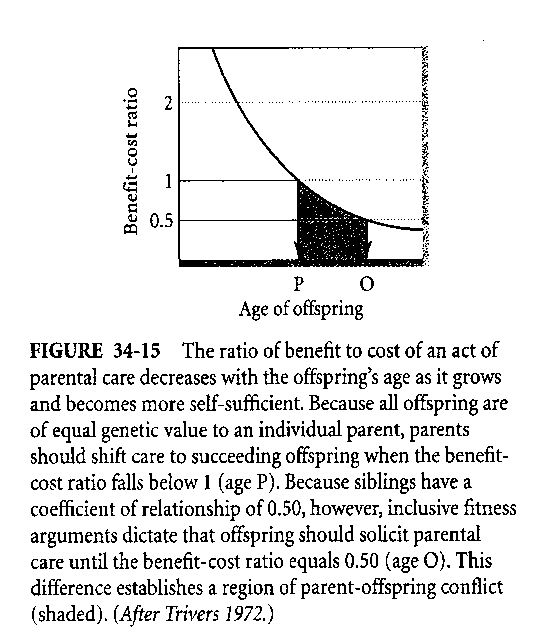 Benefit–cost ratio
2
1
0.5
P O
Age of offspring
FIGURE 34-15 The ratio of benefit to cost of an act of
parental care decreases with the offspring's age as it grows
and becomes more self-sufficient. Because all offspring are
of equal genetic value to an individual parent, parents
should shift care to succeeding offspring when the benefit-
cost ratio falls below 1 (age P). Because siblings have a
coefficient of relationship of 0.50, however, inclusive fitness
arguments dictate that offspring should solicit parental
care until the benefit-cost ratio equals 0.50 (age O). This
difference establishes a region of parent-offspring conflict
(shaded). (After Trivers 1972.)